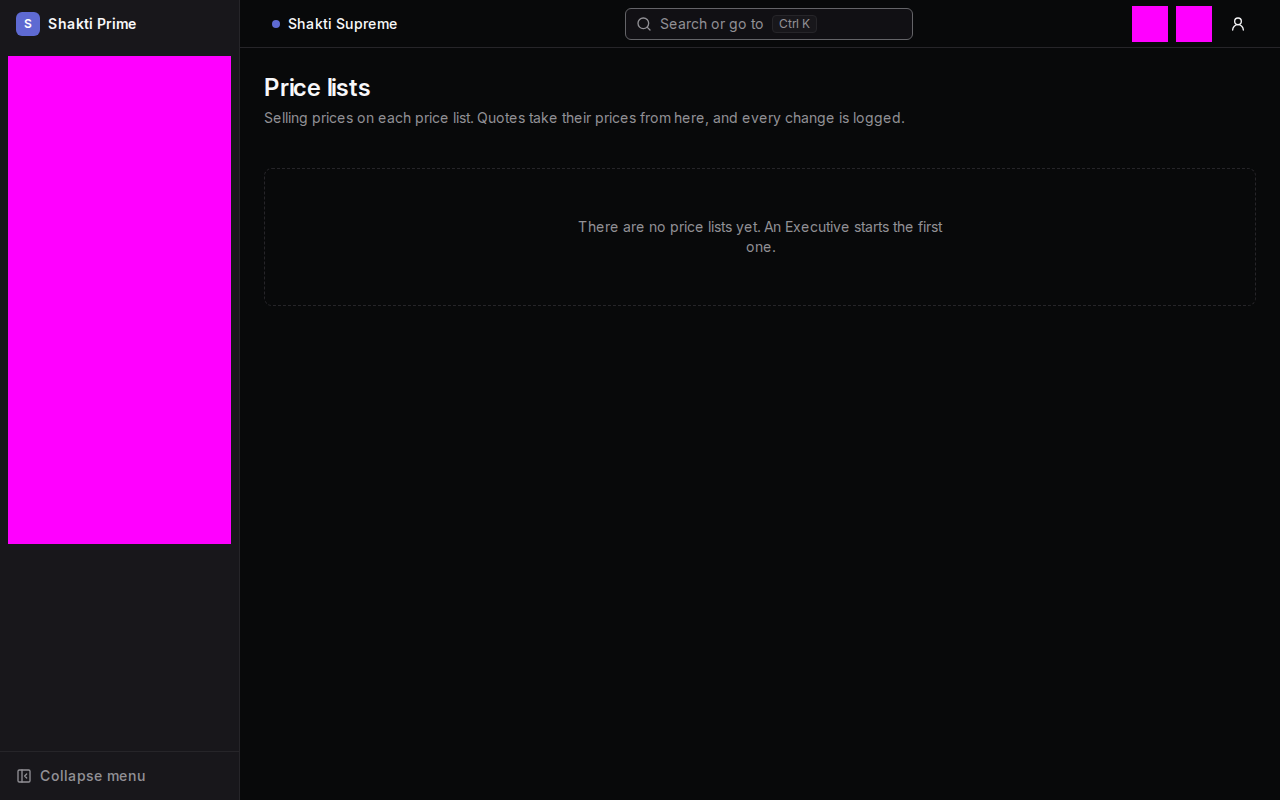 S Shakti Prime
Shakti Supreme
Search or go to Ctrl K
Price lists
Selling prices on each price list. Quotes take their prices from here, and every change is logged.
There are no price lists yet. An Executive starts the first
one.
Collapse menu